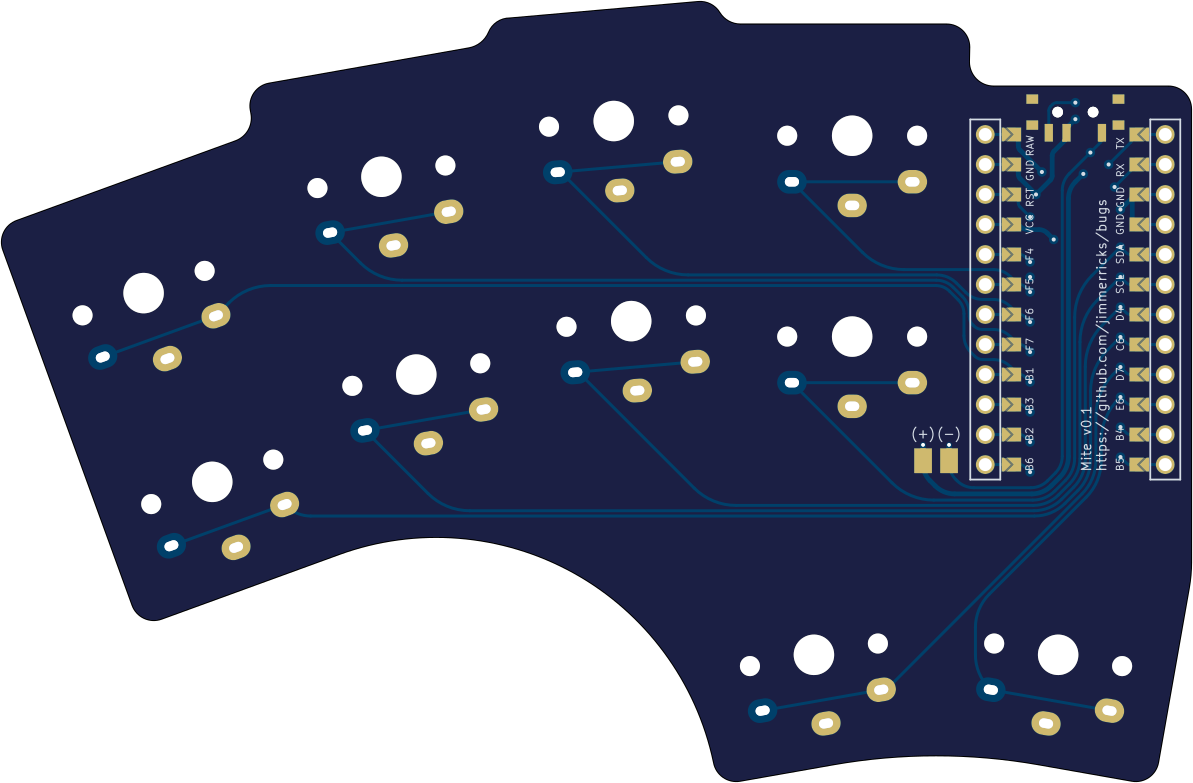 RAW
GND
RST
VCC
F4
F5
F6
F7
B1
B3
B2
B6
(+)(-)
Mite v0.1
https://github.com/jimmerricks/bugs
TX
RX
GND
GND
SDA
SCL
D4
C6
D7
E6
B4
B5